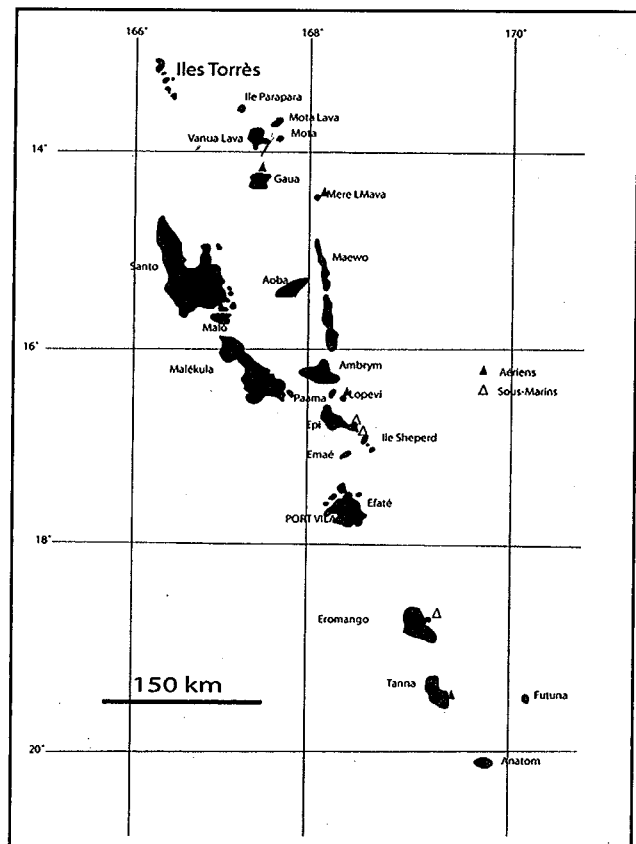 166°
168°
170°
Iles Torrès
Ile Parapara
Mota Lava
Vanua Lava
Mota
14°
Gaua
Mere LMava
Santo
Aoba
Maewo
Malo
16°
Malékula
Ambrym
Aériens
Paama
Lopevi
Sous-Marins
Epi
Ile Sheperd
Emaé
Efaté
PORT VILA
18°
Eromango
150 km
Tanna
Futuna
20°
Anatom